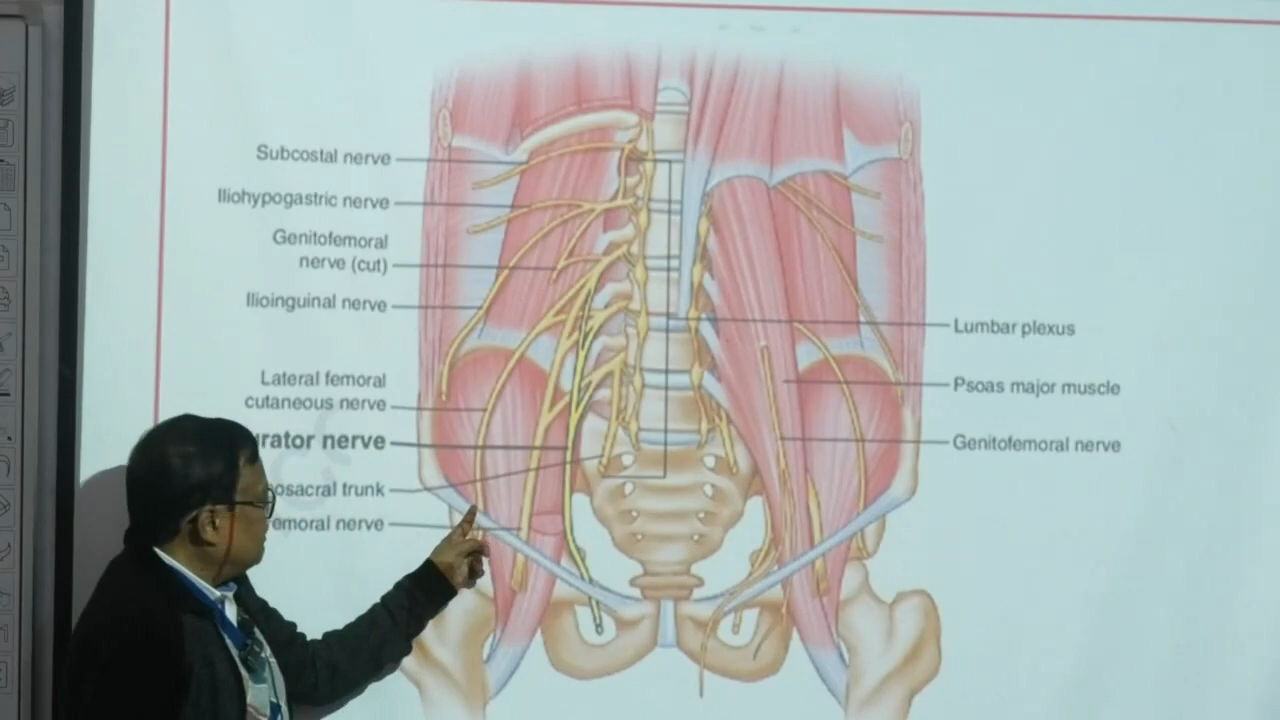 Subcostal nerve
Iliohypogastric nerve
Genitofemoral
nerve (cut)
Ilioinguinal nerve
Lateral femoral
cutaneous nerve
urator nerve
osacral trunk
emoral nerve
Lumbar plexus
Psoas major muscle
Genitofemoral nerve